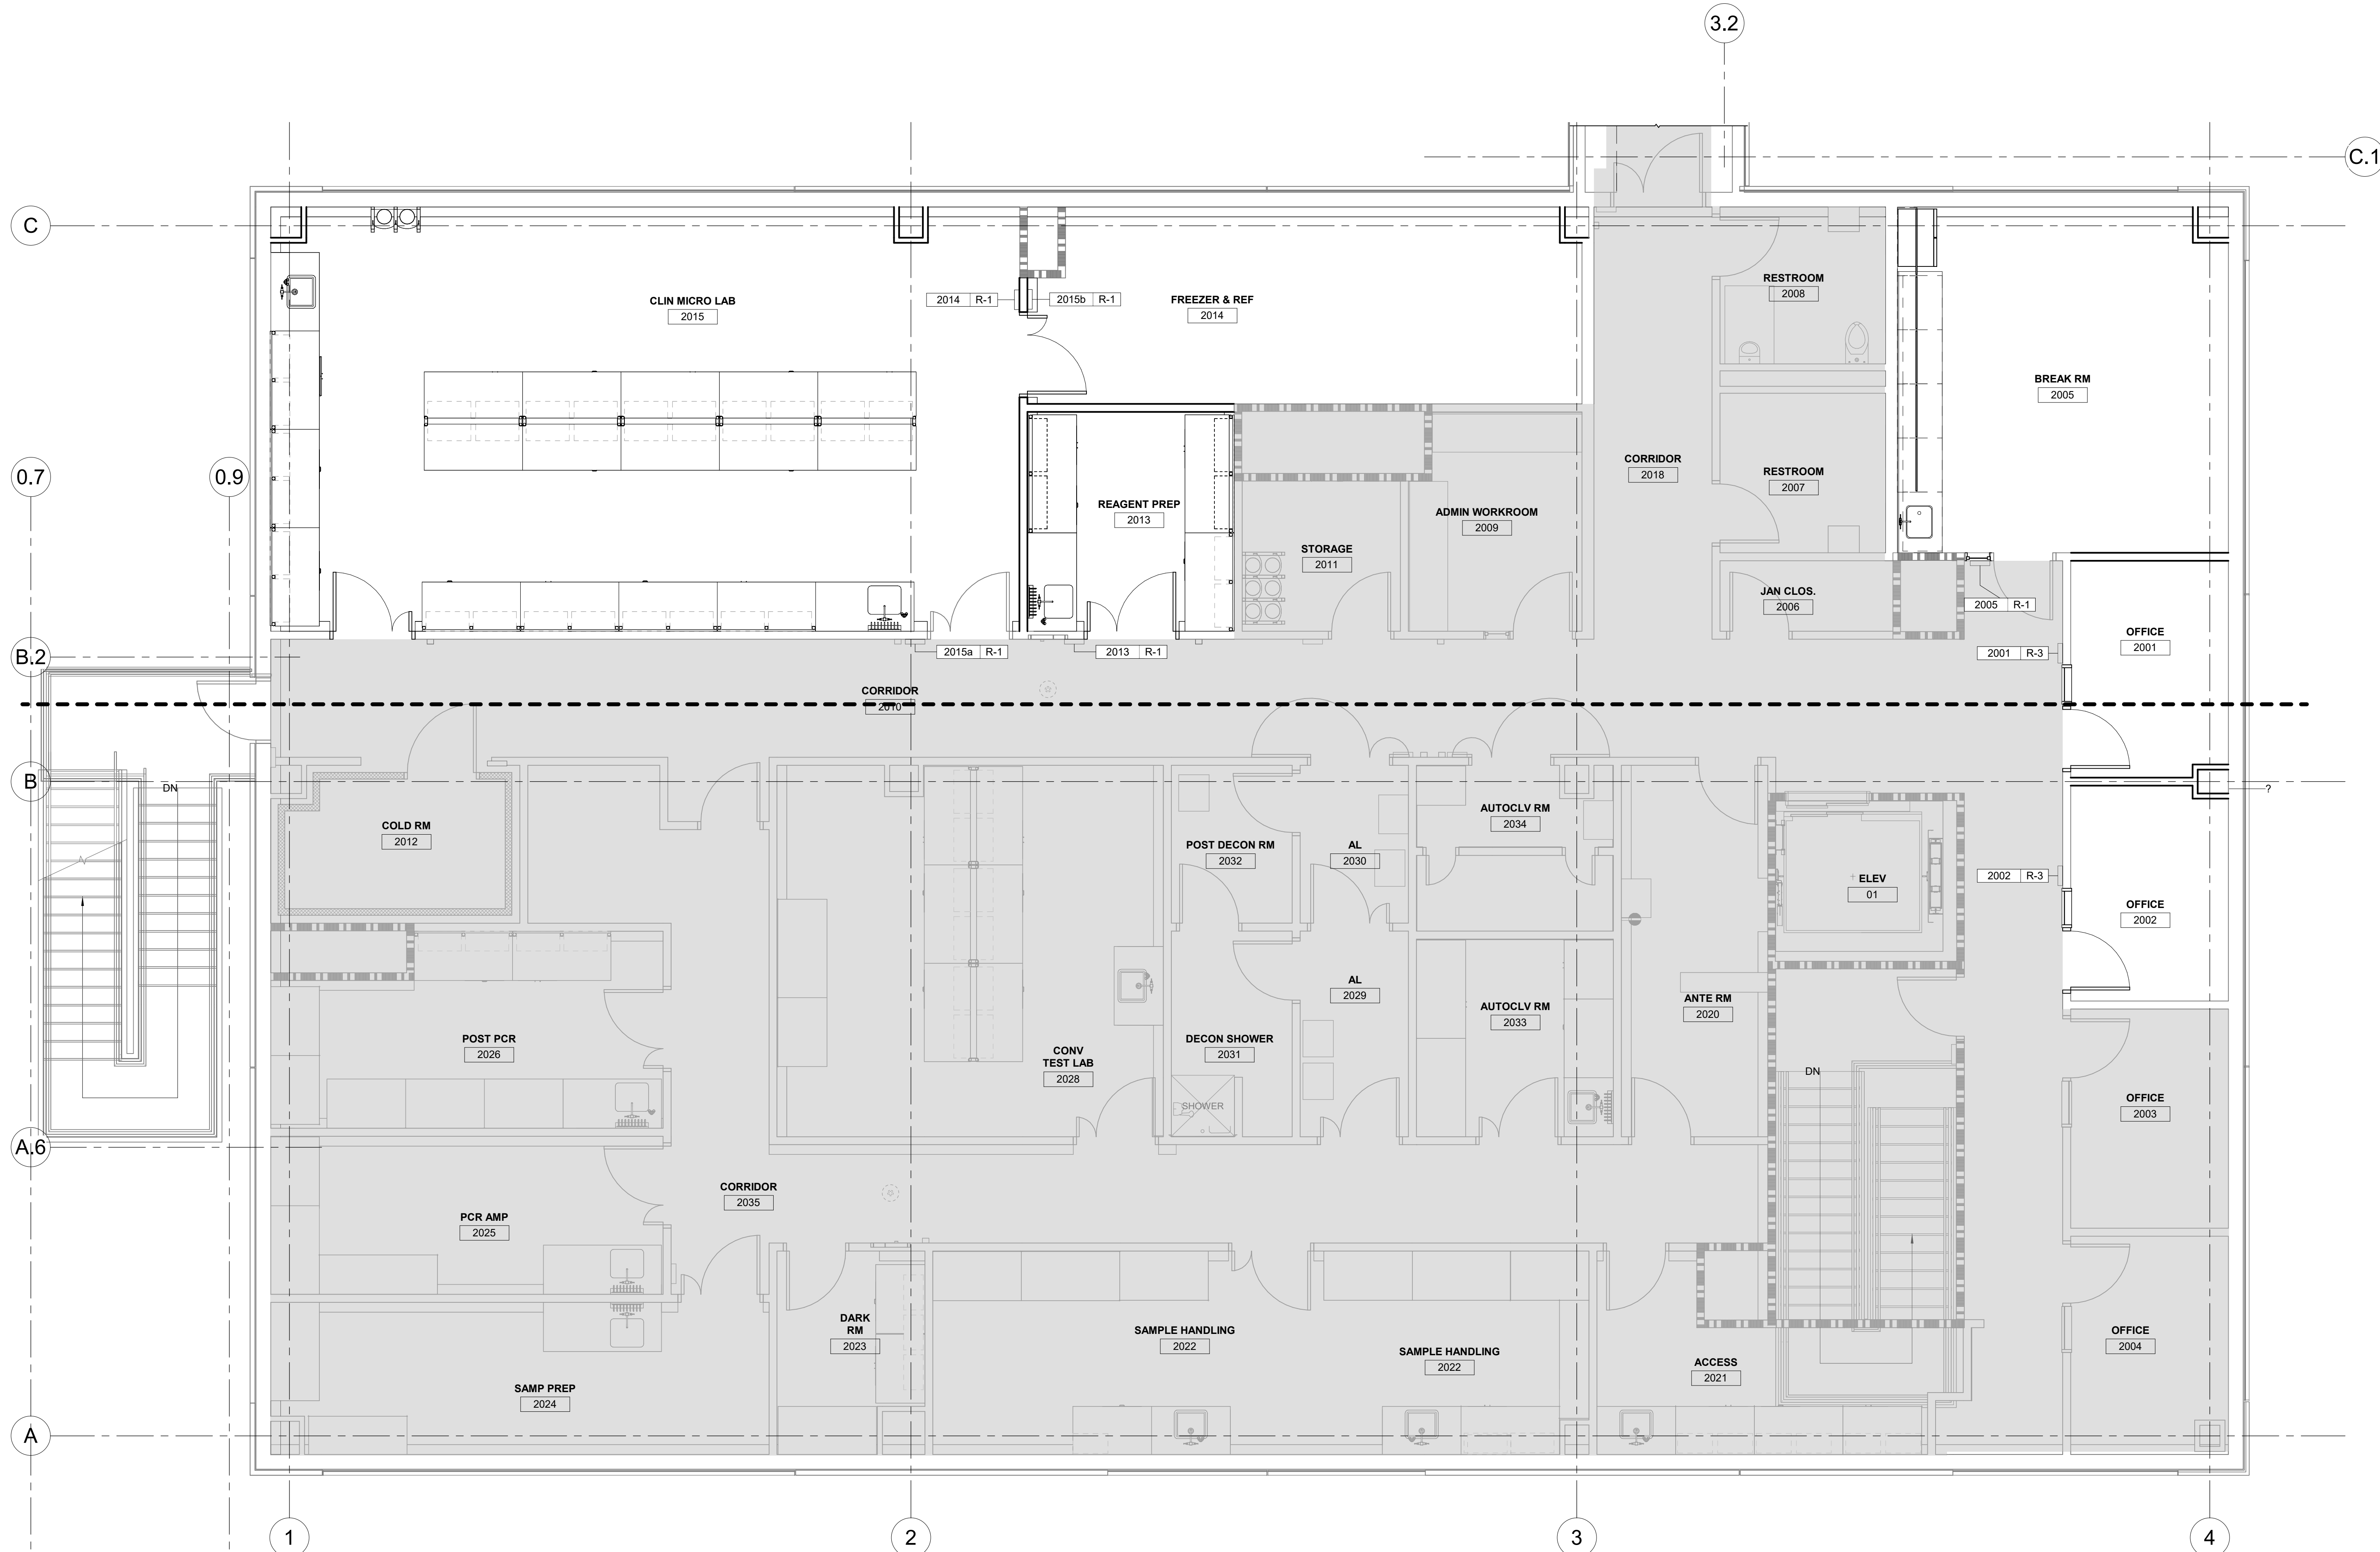 3.2
C.1
C
CLIN MICRO LAB
2015
2014 R-1
2015b R-1
FREEZER & REF
2014
RESTROOM
2008
BREAK RM
2005
0.7
0.9
REAGENT PREP
2013
STORAGE
2011
ADMIN WORKROOM
2009
CORRIDOR
2018
RESTROOM
2007
JAN CLOS.
2006
2005 R-1
OFFICE
2001
B.2
2015a R-1
2013 R-1
2001 R-3
CORRIDOR
2010
B
DN
?
COLD RM
2012
POST DECON RM
2032
AL
2030
AUTOCLV RM
2034
ELEV
01
2002 R-3
OFFICE
2002
POST PCR
2026
CONV
TEST LAB
2028
DECON SHOWER
2031
SHOWER
AL
2029
AUTOCLV RM
2033
ANTE RM
2020
DN
OFFICE
2003
A.6
CORRIDOR
2035
PCR AMP
2025
DARK
RM
2023
SAMPLE HANDLING
2022
SAMPLE HANDLING
2022
ACCESS
2021
OFFICE
2004
SAMP PREP
2024
A
1
2
3
4